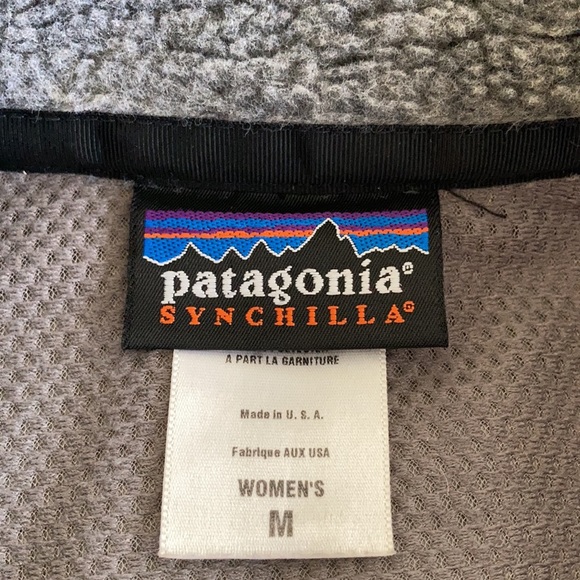 patagonia®
SYNCHILLA®
A PART LA GARNITURE
Made in U. S. A.
Fabrique AUX USA
WOMEN'S
M